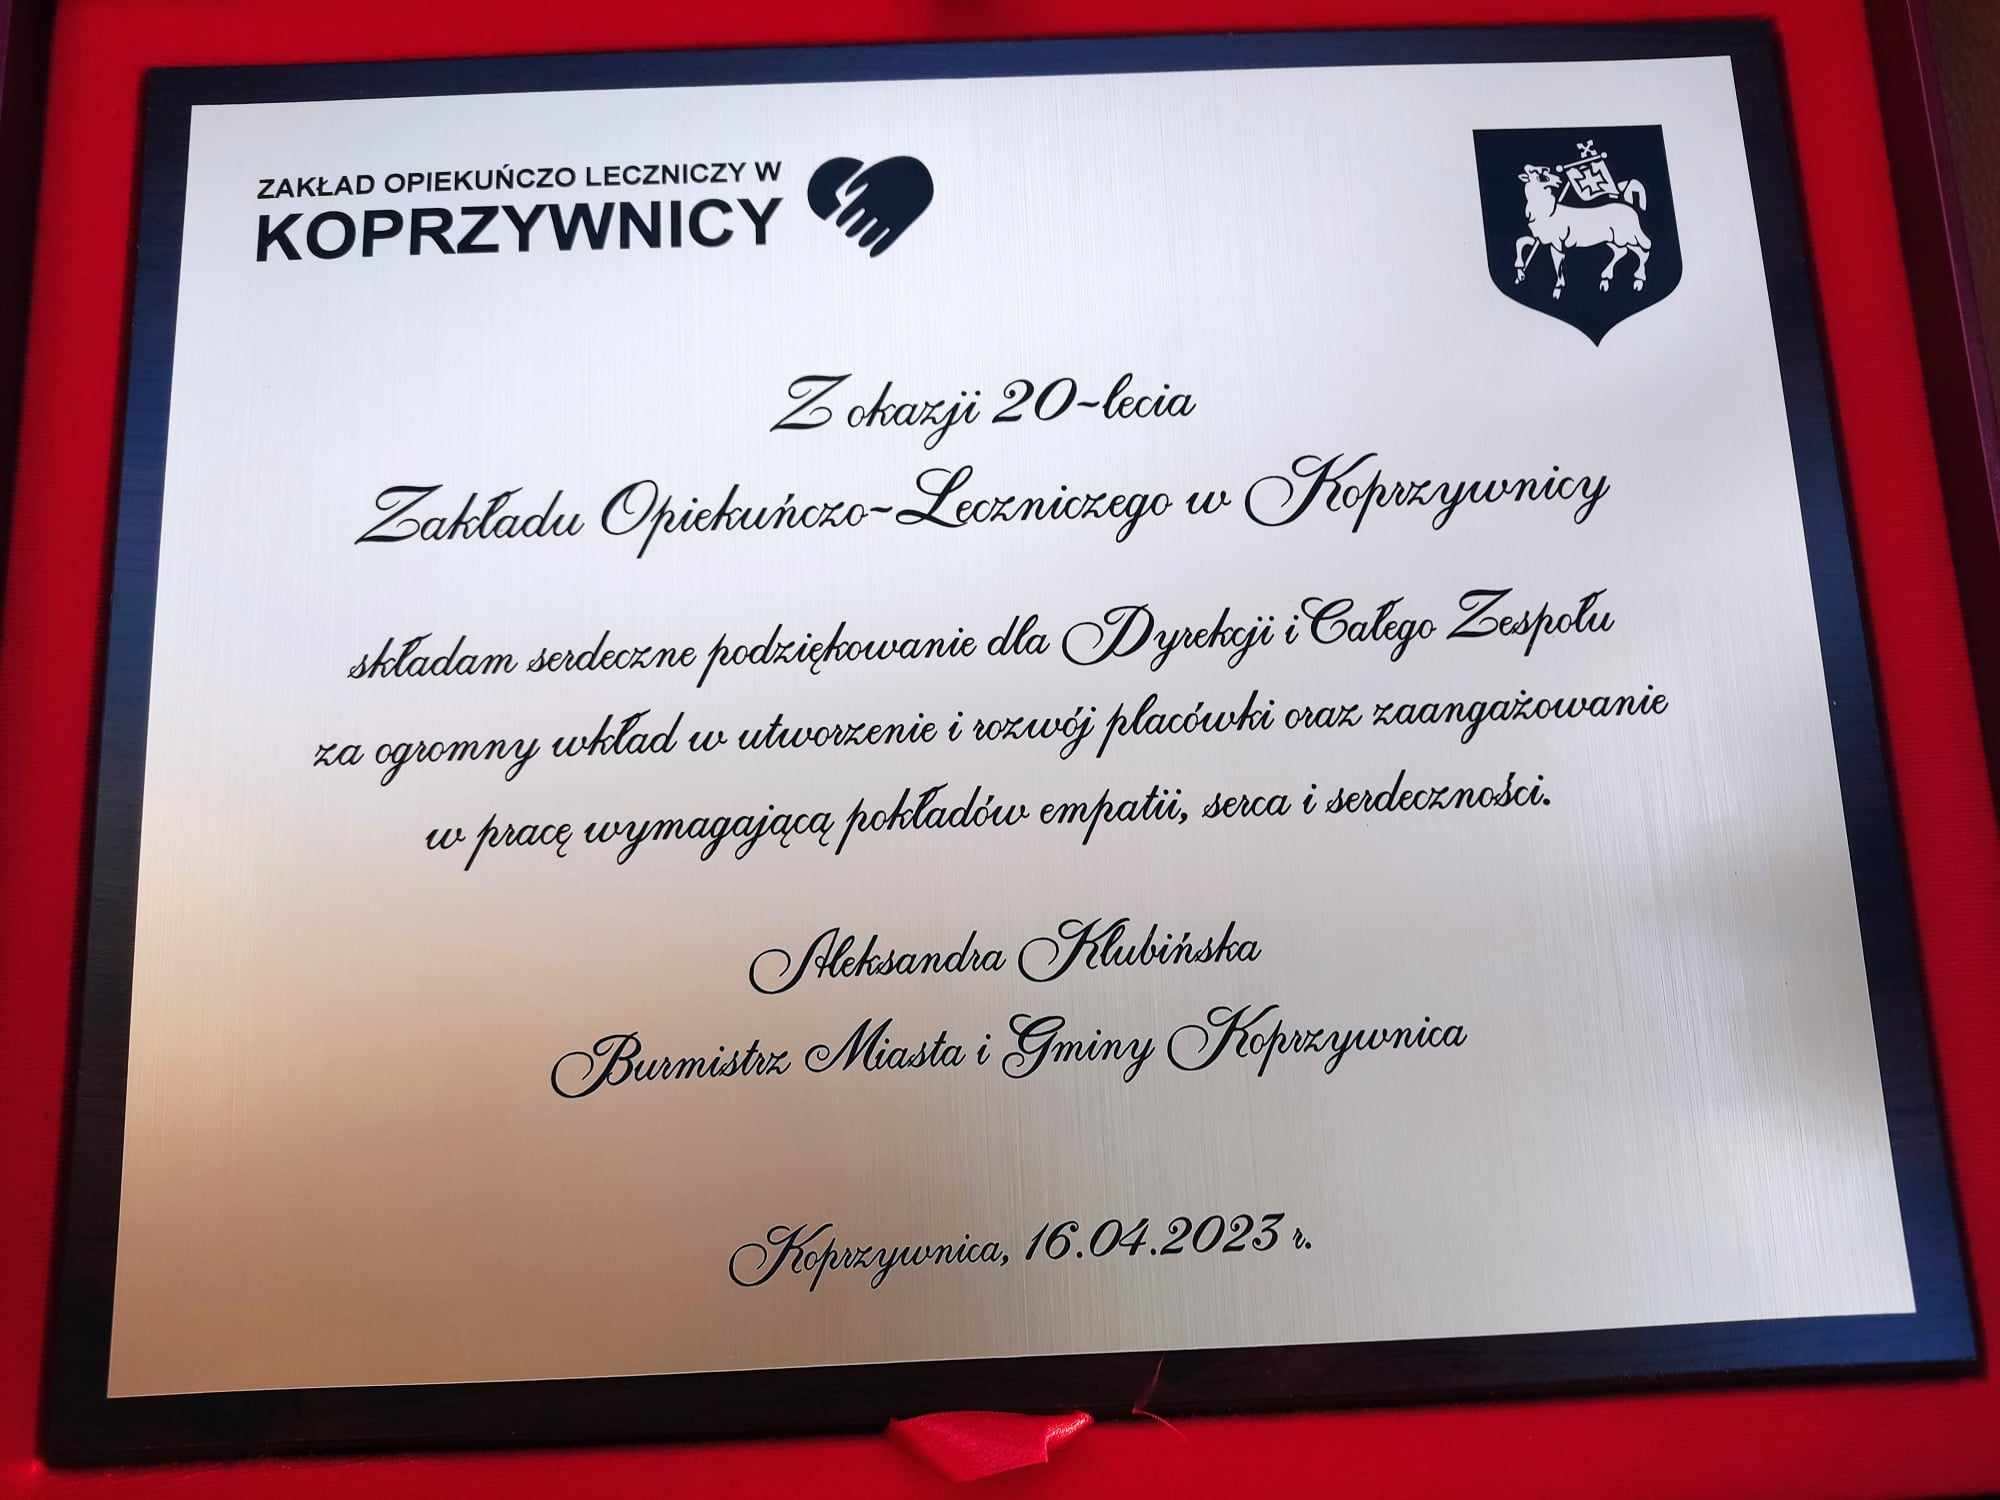 ZAKŁAD OPIEKUŃCZO LECZNICZY W
KOPRZYWNICY
Z okazji 20-lecia
Zakładu Opiekuńczo-Leczniczego w Koprzywnicy
składam serdeczne podziękowanie dla Dyrekcji i Całego Zespołu
za ogromny wkład w utworzenie i rozwój placówki oraz zaangażowanie
w pracę wymagającą pokładów empatii, serca i serdeczności.
Aleksandra Klubińska
Burmistrz Miasta i Gminy Koprzywnica
Koprzywnica, 16.04.2023 r.